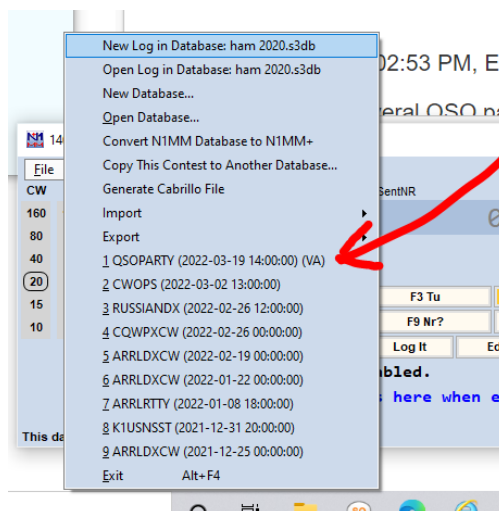 New Log in Database: ham 2020.s3db
Open Log in Database: ham 2020.s3db
New Database...
Open Database...
Convert N1MM Database to N1MM+
Copy This Contest to Another Database...
Generate Cabrillo File
Import
Export
1 QSOPARTY (2022-03-19 14:00:00) (VA)
2 CWOPS (2022-03-02 13:00:00)
3 RUSSIANDX (2022-02-26 12:00:00)
4 CQWPXCW (2022-02-26 00:00:00)
5 ARRLDXCW (2022-02-19 00:00:00)
6 ARRLDXCW (2022-01-22 00:00:00)
7 ARRLRTTY (2022-01-08 18:00:00)
8 K1USNSST (2021-12-31 20:00:00)
9 ARRLDXCW (2021-12-25 00:00:00)
Exit Alt+F4
02:53 PM, E
eral QSO pa
N1 14
File
CW
160
80
40
20
15
10
This da
SentNR
F3 Tu
F9 Nr?
Log It Ed
bled.
here when e